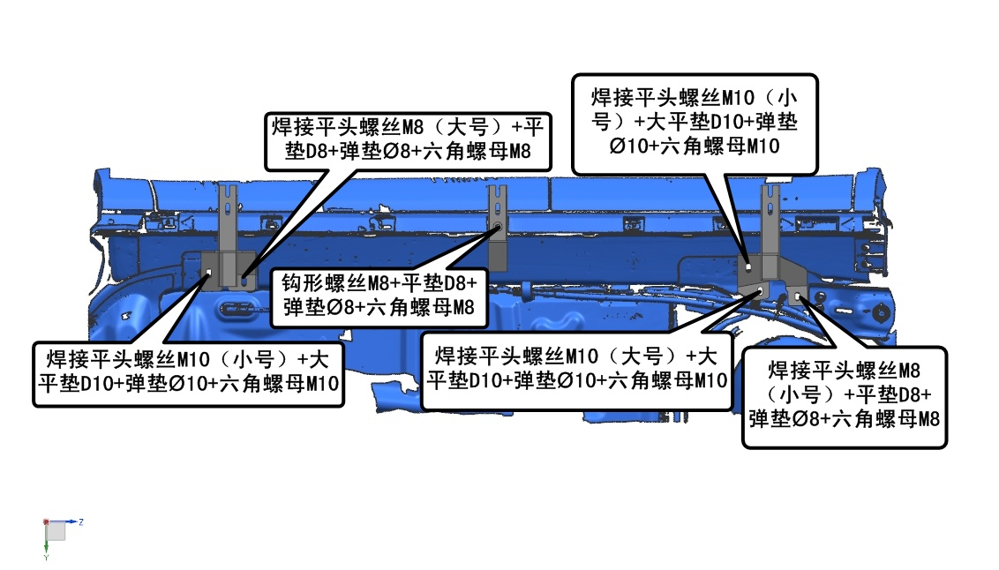 焊接平头螺丝M10（小
号）+大平垫D10+弹垫
Ø10+六角螺母M10
焊接平头螺丝M8（大号）+平
垫D8+弹垫Ø8+六角螺母M8
钩形螺丝M8+平垫D8+
弹垫Ø8+六角螺母M8
焊接平头螺丝M10（小号）+大
平垫D10+弹垫Ø10+六角螺母M10
焊接平头螺丝M10（大号）+大
平垫D10+弹垫Ø10+六角螺母M10
焊接平头螺丝M8
（小号）+平垫D8+
弹垫Ø8+六角螺母M8
Z
Y